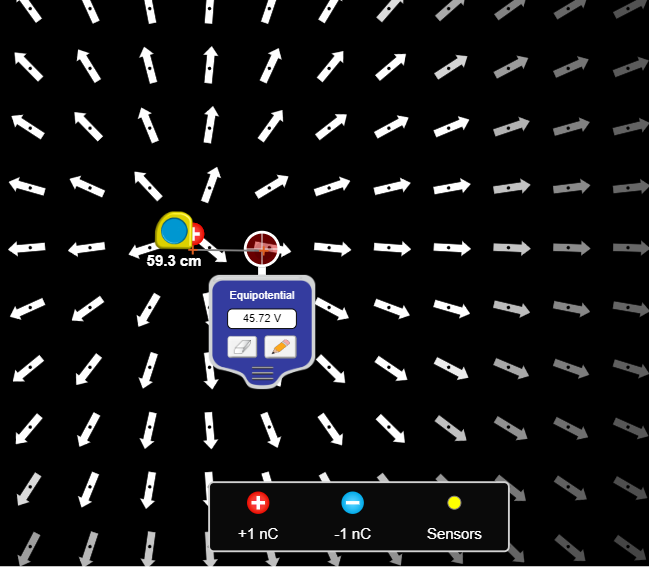 59.3 cm
Equipotential
45.72 V
+1 nC
-1 nC
Sensors